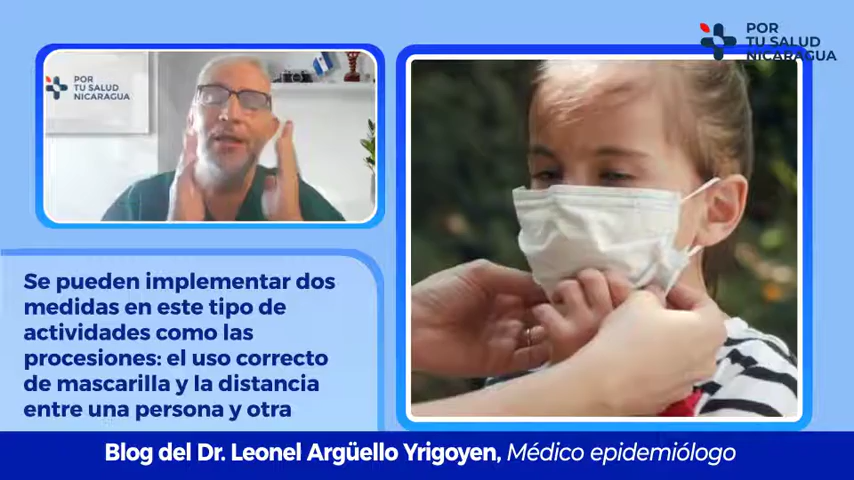 POR
TU SALUD
NICARAGUA
POR
TU SALUD
NICARAGUA
Se pueden implementar dos
medidas en este tipo de
actividades como las
procesiones: el uso correcto
de mascarilla y la distancia
entre una persona y otra
Blog del Dr. Leonel Argüello Yrigoyen, Médico epidemiólogo